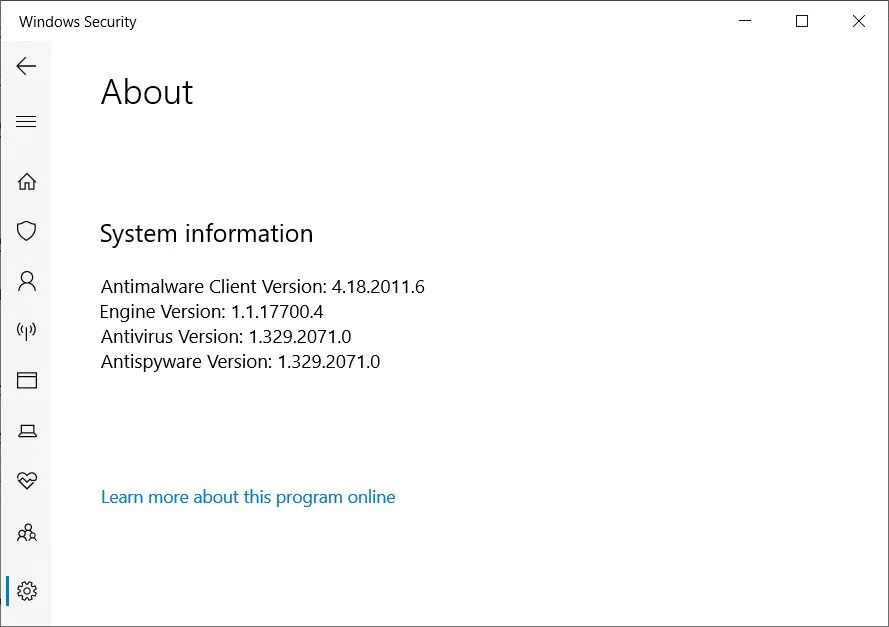 Windows Security
About
System information
Antimalware Client Version: 4.18.2011.6
Engine Version: 1.1.17700.4
Antivirus Version: 1.329.2071.0
Antispyware Version: 1.329.2071.0
Learn more about this program online